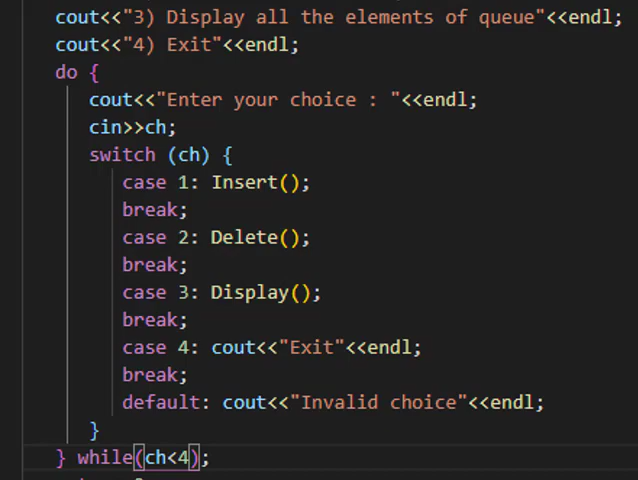 cout<<"3) Display all the elements of queue"<<endl;
cout<<"4) Exit"<<endl;
do {
cout<<"Enter your choice : "<<endl;
cin>>ch;
switch (ch) {
case 1: Insert();
break;
case 2: Delete();
break;
case 3: Display();
break;
case 4: cout<<"Exit"<<endl;
break;
default: cout<<"Invalid choice"<<endl;
}
} while(ch<4);